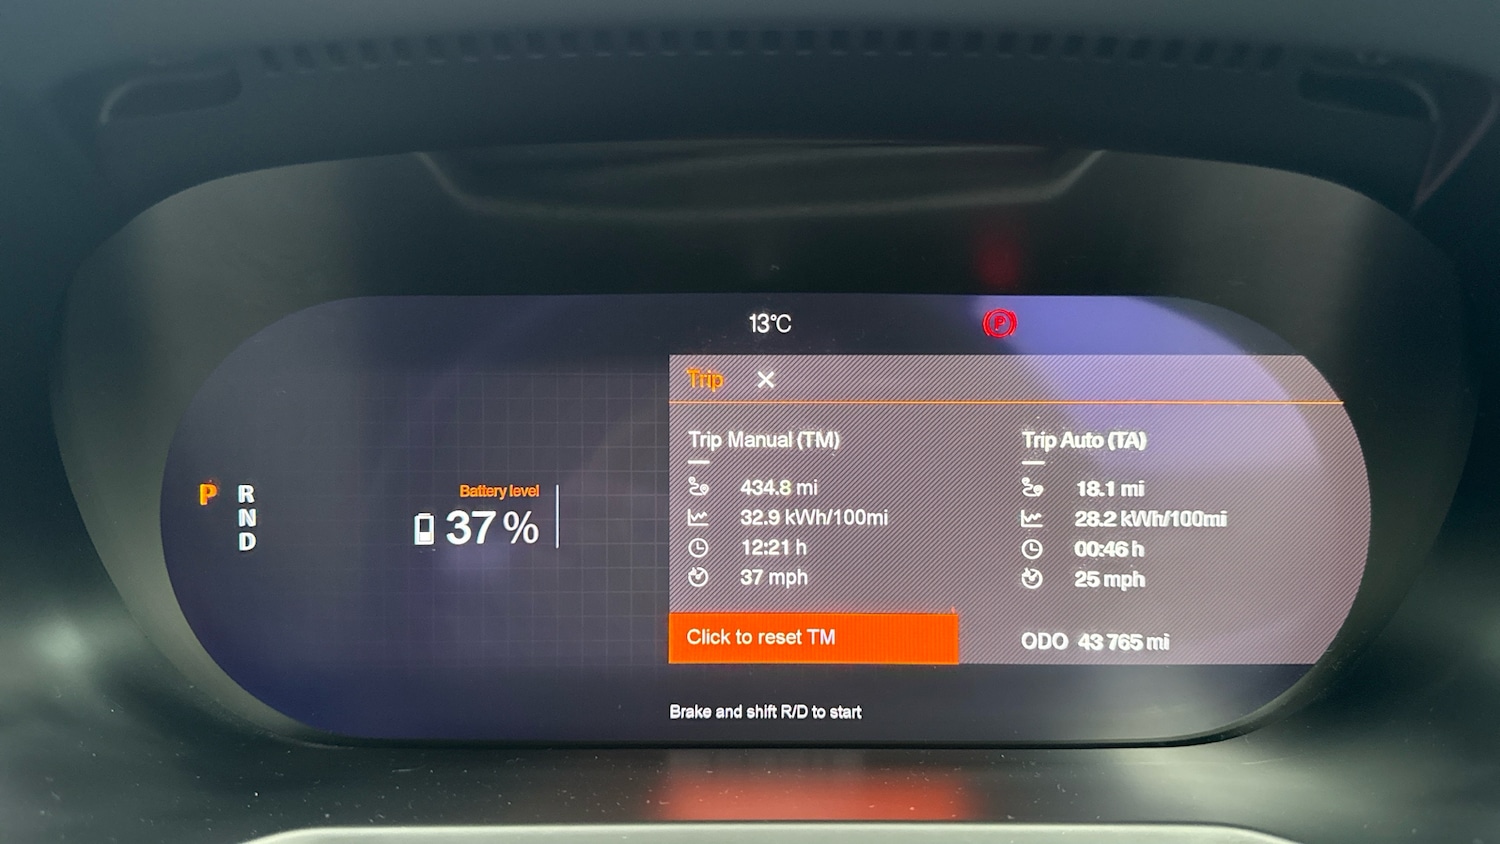 13°C
P
Trip
Trip Manual (TM)
434.8 mi
32.9 kWh/100mi
12:21 h
37 mph
Click to reset TM
Trip Auto (TA)
18.1 mi
28.2 kWh/100mi
00:46 h
25 mph
ODO 43 765 mi
P R
N
D
Battery level
37 %
Brake and shift R/D to start